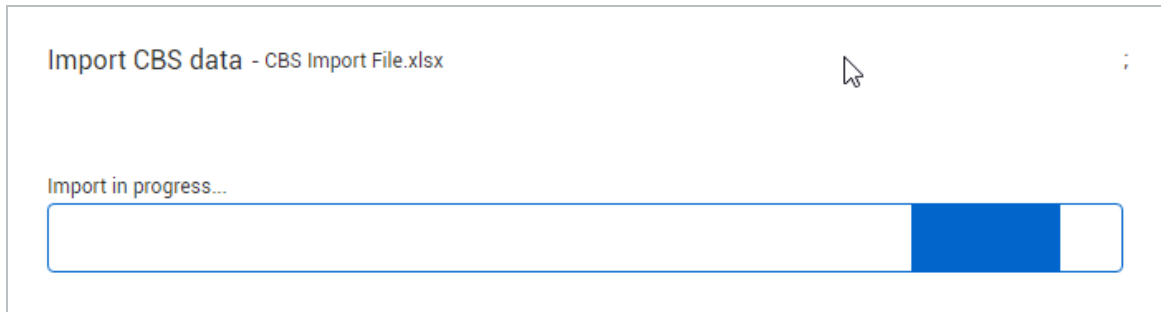 Import CBS data - CBS Import File.xlsx ;
Import in progress...